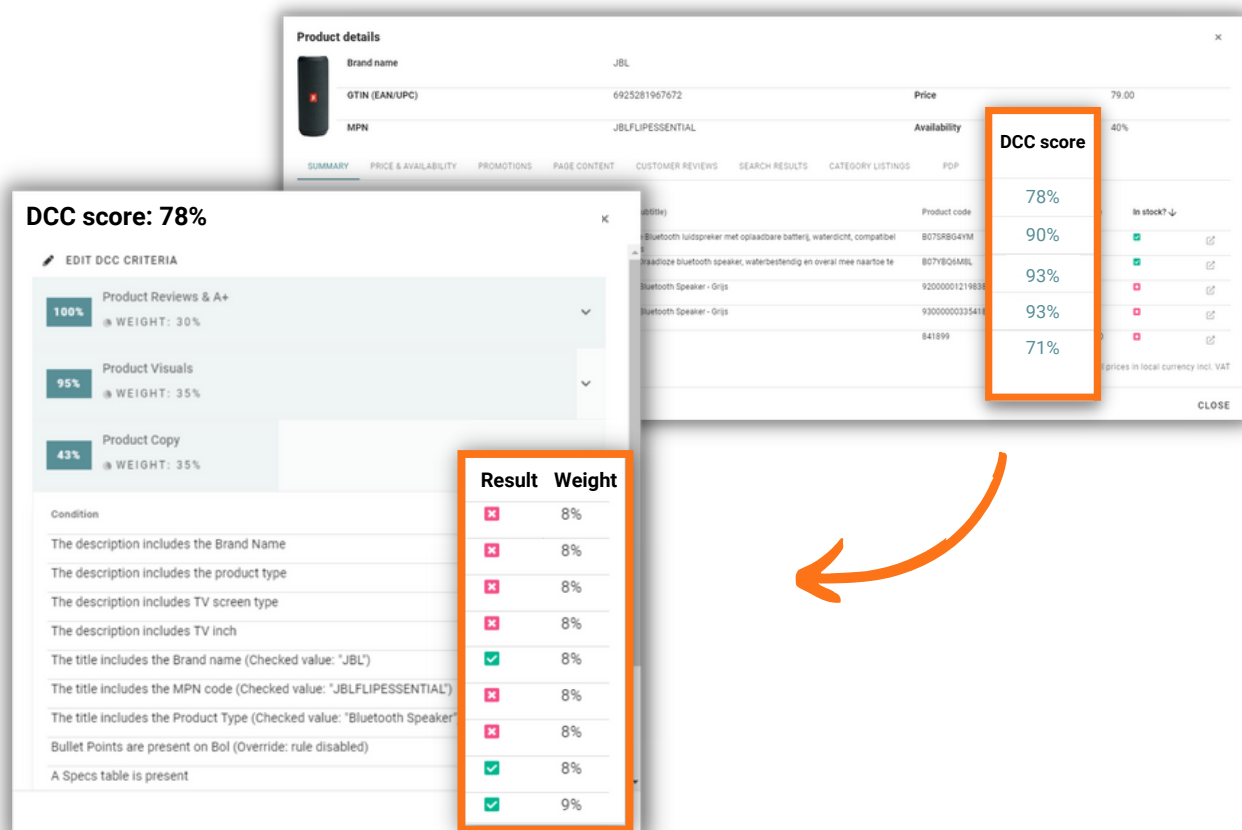 Product details
×
Brand name JBL
GTIN (EAN/UPC) 6925281967672 Price 79.00
MPN JBLFLIPESSENTIAL Availability 40%
SUMMARY PRICE & AVAILABILITY PROMOTIONS PAGE CONTENT CUSTOMER REVIEWS SEARCH RESULTS CATEGORY LISTINGS PDP
DCC score
78%
90%
93%
93%
71%
Product code In stock?
Bluetooth luidspreker met oplaadbare batterij, waterdicht, compatibel B07SRBG4YM
draadloze bluetooth speaker, waterbestendig en overal mee naartoe te B07YBQ6M8L
Bluetooth Speaker - Grijs 92000001219838
Bluetooth Speaker - Grijs 93000000335418
841899
prices in local currency incl. VAT
CLOSE
DCC score: 78%
EDIT DCC CRITERIA
100% Product Reviews & A+
WEIGHT: 30%
95% Product Visuals
WEIGHT: 35%
43% Product Copy
WEIGHT: 35%
Condition
The description includes the Brand Name
The description includes the product type
The description includes TV screen type
The description includes TV inch
The title includes the Brand name (Checked value: "JBL")
The title includes the MPN code (Checked value: "JBLFLIPESSENTIAL")
The title includes the Product Type (Checked value: "Bluetooth Speaker"
Bullet Points are present on Bol (Override: rule disabled)
A Specs table is present
Result Weight
8%
8%
8%
8%
8%
8%
8%
8%
9%